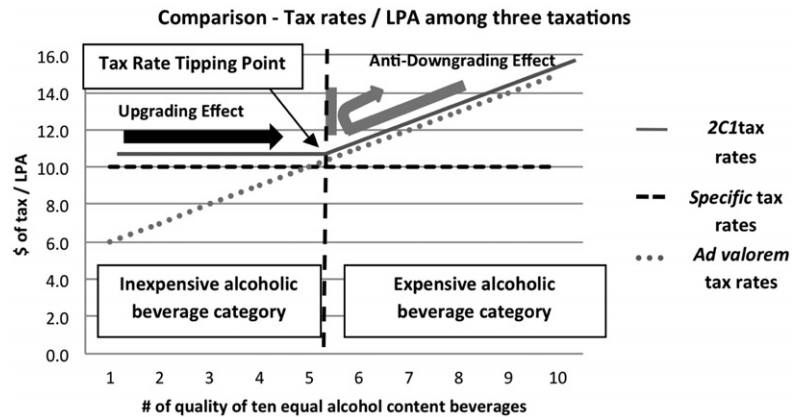 Comparison - Tax rates / LPA among three taxations
16.0
14.0
12.0
10.0
8.0
6.0
4.0
2.0
0.0
$ of tax / LPA
Tax Rate Tipping Point
Anti-Downgrading Effect
Upgrading Effect
Inexpensive alcoholic
beverage category
Expensive alcoholic
beverage category
1 2 3 4 5 6 7 8 9 10
# of quality of ten equal alcohol content beverages
2C1tax
rates
Specific tax
rates
Ad valorem
tax rates